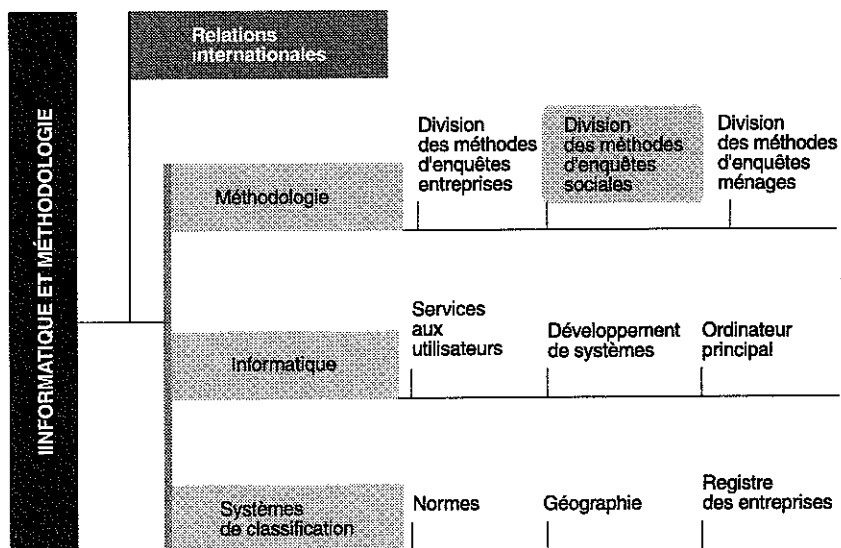 IINFORMATIQUE ET MÉTHODOLOGIE
Relations
internationales
Méthodologie
Division
des méthodes
d'enquêtes
entreprises
Division
des méthodes
d'enquêtes
sociales
Division
des méthodes
d'enquêtes
ménages
Informatique
Services
aux
utilisateurs
Développement
de systèmes
Ordinateur
principal
Systèmes
de classification
Normes
Géographie
Registre
des entreprises